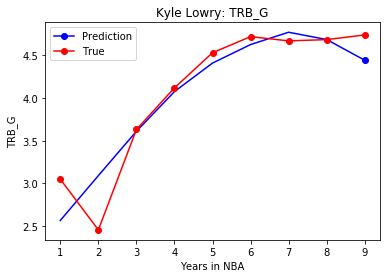 Kyle Lowry: TRB_G
Prediction
True
TRB_G
4.5
4.0
3.5
3.0
2.5
1 2 3 4 5 6 7 8 9
Years in NBA